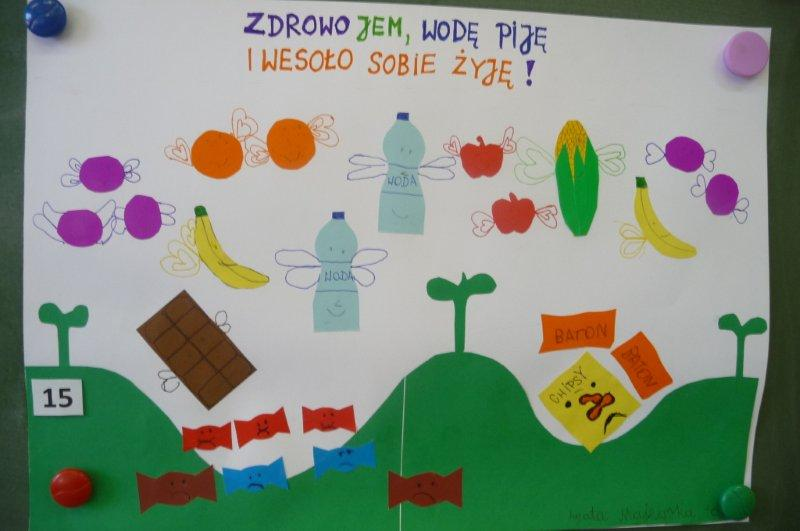 ZDROWO JEM, WODĘ PIJĘ
I WESOŁO SOBIE ŻYJĘ!
WODA
WODA
BATON
BATON
CHIPSY
15